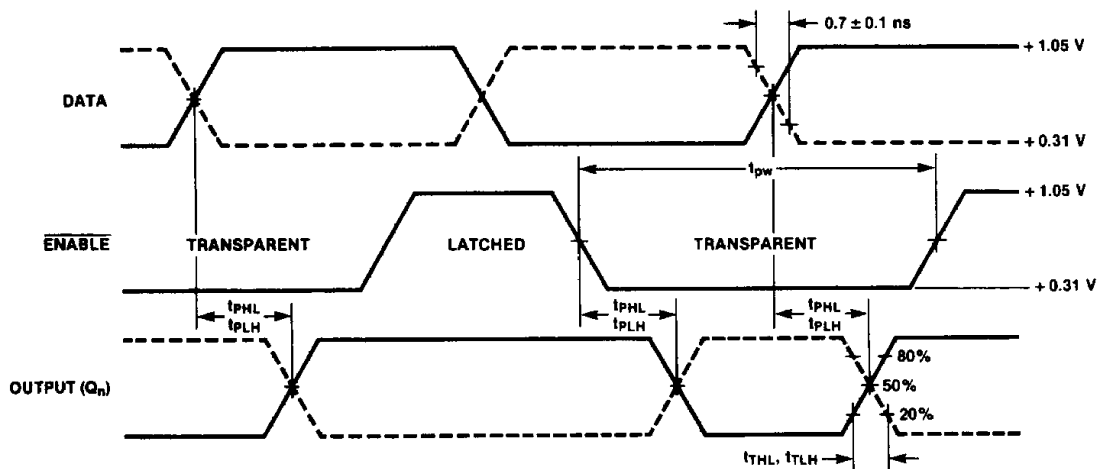 0.7 ± 0.1 ns
+ 1.05 V
DATA
+ 0.31 V
tpw
+ 1.05 V
ENABLE
TRANSPARENT
LATCHED
TRANSPARENT
+ 0.31 V
tPHL
tPLH
tPHL
tPLH
tPHL
tPLH
80%
OUTPUT (Qn)
50%
20%
tTHL, tTLH